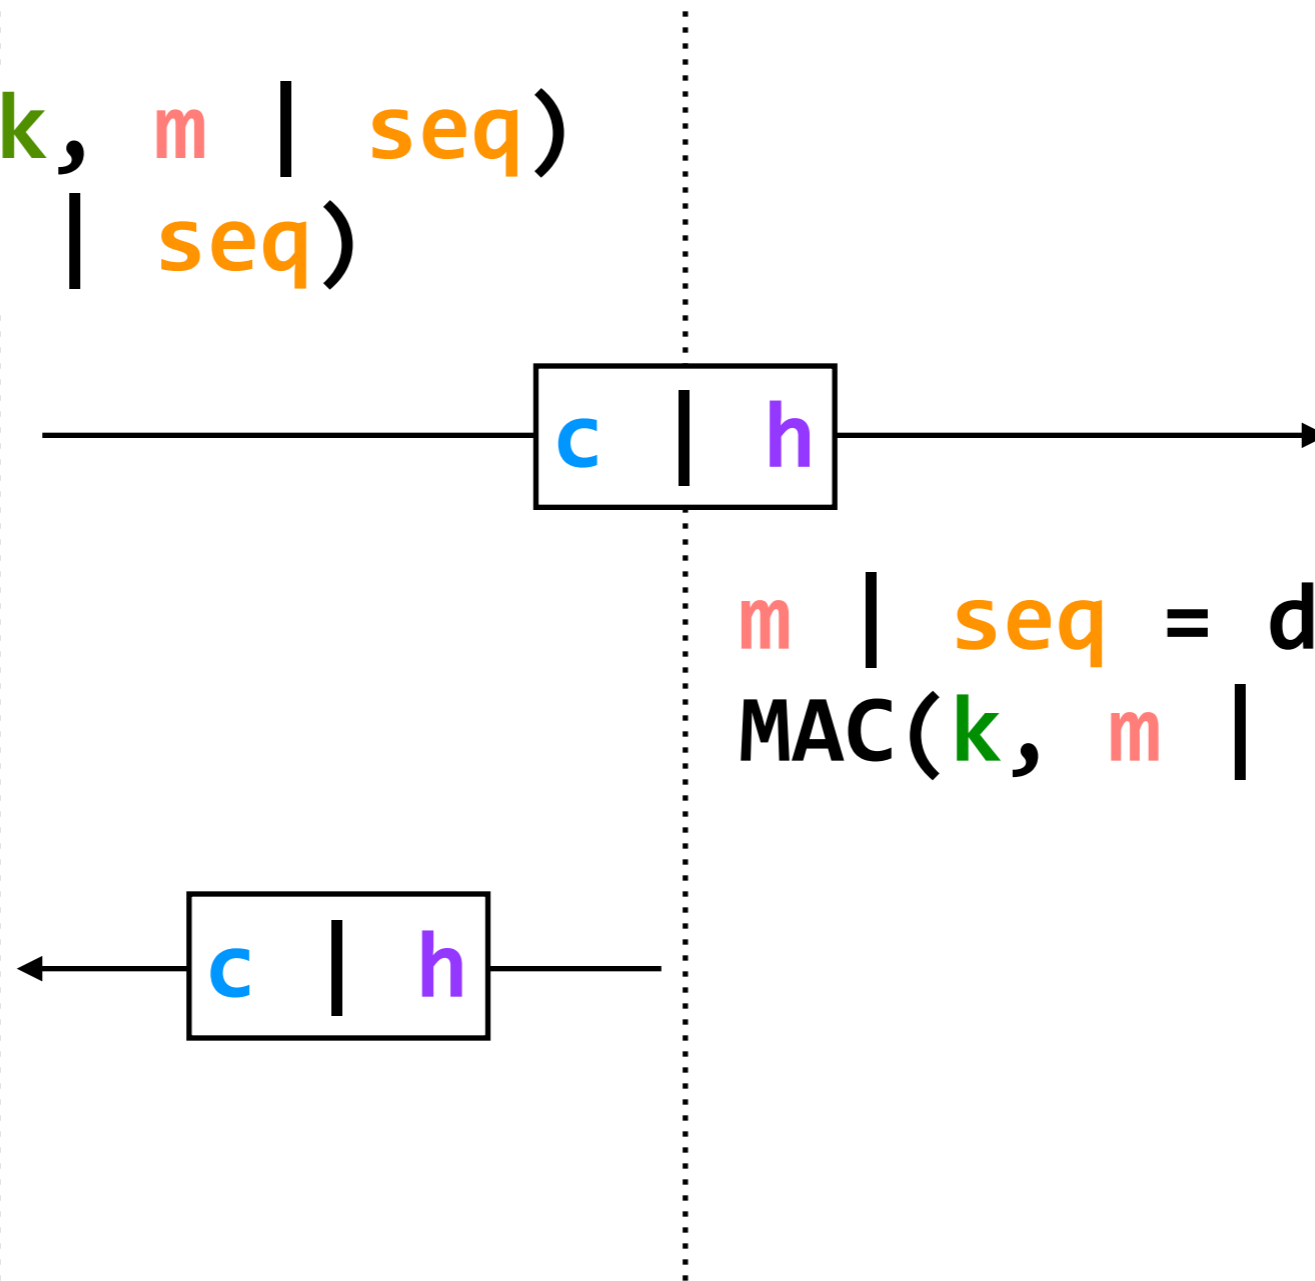 k, m | seq)
| seq)
c | h
m | seq = d
MAC(k, m |
c | h